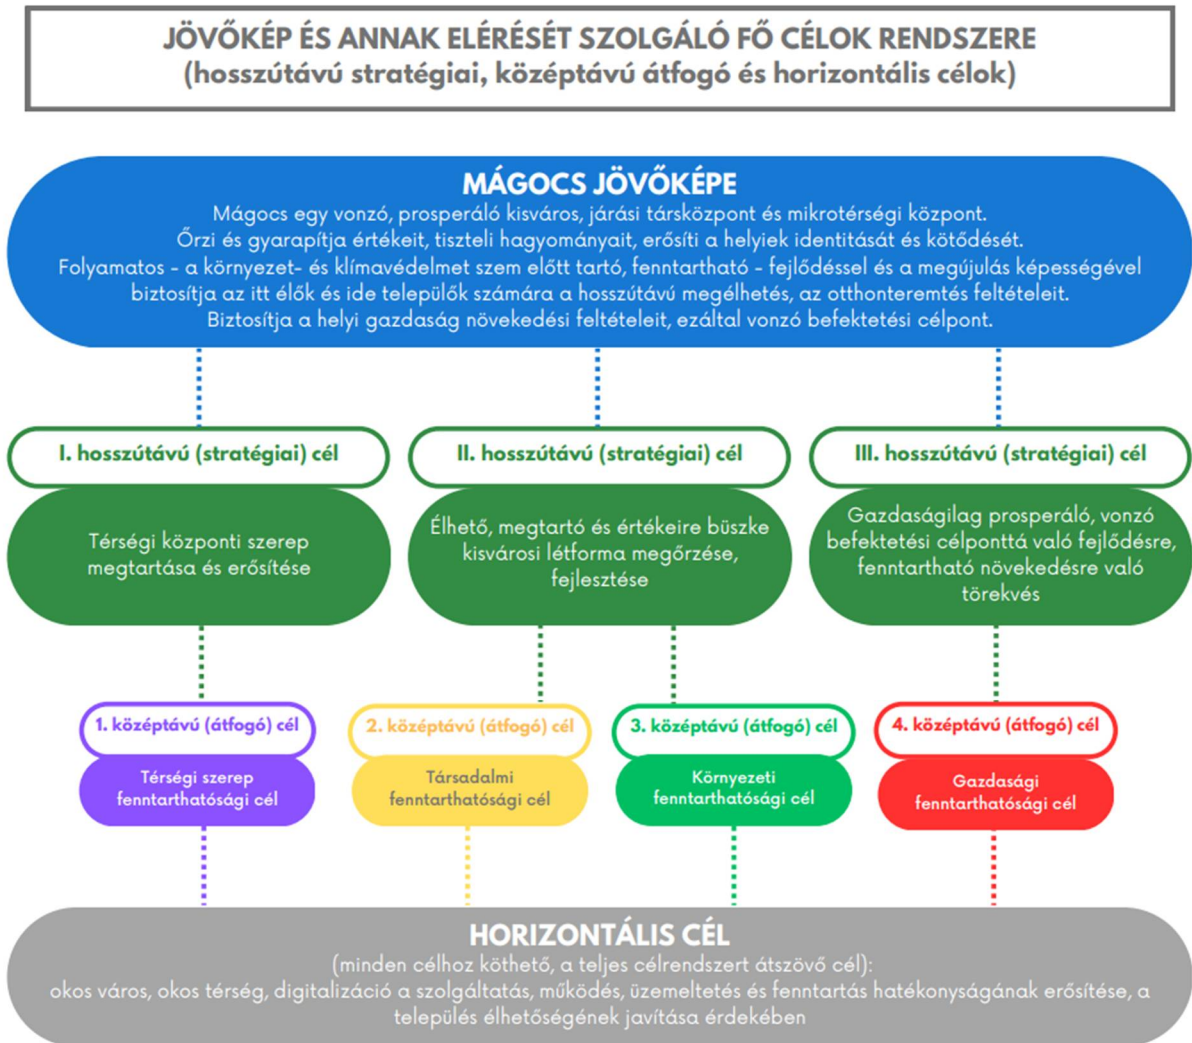 JÖVŐKÉP ÉS ANNAK ELÉRÉSÉT SZOLGÁLÓ FŐ CÉLOK RENDSZERE
(hosszútávú stratégiai, középtávú átfogó és horizontális célok)
MÁGOCS JÖVŐKÉPE
Mágocs egy vonzó, prosperáló kisváros, járási társközpont és mikrotérségi központ.
Őrzi és gyarapítja értékeit, tiszteli hagyományait, erősíti a helyiek identitását és kötődését.
Folyamatos - a környezet- és klímavédelmet szem előtt tartó, fenntartható - fejlődéssel és a megújulás képességével
biztosítja az itt élők és ide települők számára a hosszútávú megélhetés, az otthonteremtés feltételeit.
Biztosítja a helyi gazdaság növekedési feltételeit, ezáltal vonzó befektetési célpont.
I. hosszútávú (stratégiai) cél
Térségi központi szerep
megtartása és erősítése
II. hosszútávú (stratégiai) cél
Élhető, megtartó és értékeire büszke
kisvárosi létforma megőrzése,
fejlesztése
III. hosszútávú (stratégiai) cél
Gazdaságilag prosperáló, vonzó
befektetési célponttá való fejlődésre,
fenntartható növekedésre való
törekvés
1. középtávú (átfogó) cél
Térségi szerep
fenntarthatósági cél
2. középtávú (átfogó) cél
Társadalmi
fenntarthatósági cél
3. középtávú (átfogó) cél
Környezeti
fenntarthatósági cél
4. középtávú (átfogó) cél
Gazdasági
fenntarthatósági cél
HORIZONTÁLIS CÉL
(minden célhoz köthető, a teljes célrendszert átszövő cél):
okos város, okos térség, digitalizáció a szolgáltatás, működés, üzemeltetés és fenntartás hatékonyságának erősítése, a
település élhetőségének javítása érdekében